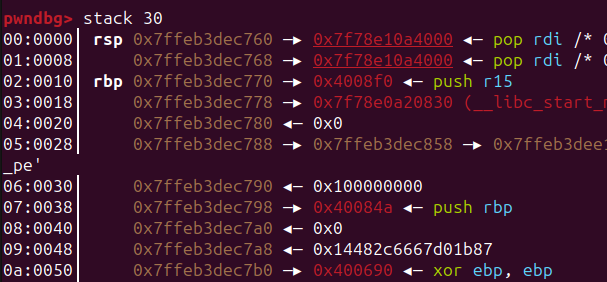 pwndbg> stack 30
00:0000│ rsp 0x7ffeb3dec760 —▸ 0x7f78e10a4000 ◂— pop rdi /*
01:0008│ 0x7ffeb3dec768 —▸ 0x7f78e10a4000 ◂— pop rdi /*
02:0010│ rbp 0x7ffeb3dec770 —▸ 0x4008f0 ◂— push r15
03:0018│ 0x7ffeb3dec778 —▸ 0x7f78e0a20830 (__libc_start_
04:0020│ 0x7ffeb3dec780 ◂— 0x0
05:0028│ 0x7ffeb3dec788 —▸ 0x7ffeb3dec858 —▸ 0x7ffeb3dee
_pe'
06:0030│ 0x7ffeb3dec790 ◂— 0x100000000
07:0038│ 0x7ffeb3dec798 —▸ 0x40084a ◂— push rbp
08:0040│ 0x7ffeb3dec7a0 ◂— 0x0
09:0048│ 0x7ffeb3dec7a8 ◂— 0x14482c6667d01b87
0a:0050│ 0x7ffeb3dec7b0 —▸ 0x400690 ◂— xor ebp, ebp